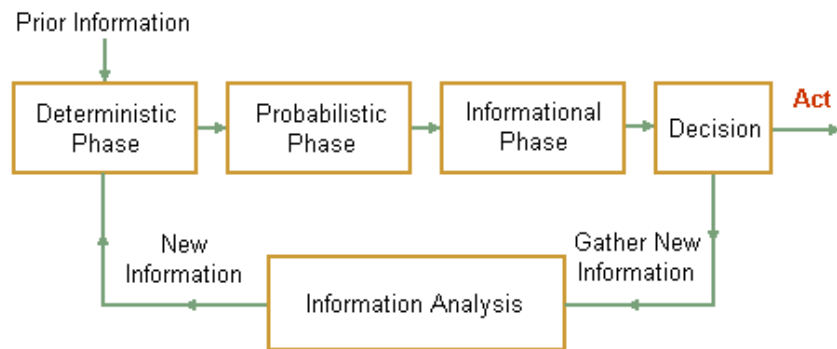 Prior Information
Deterministic
Phase
Probabilistic
Phase
Informational
Phase
Decision
Act
New
Information
Information Analysis
Gather New
Information